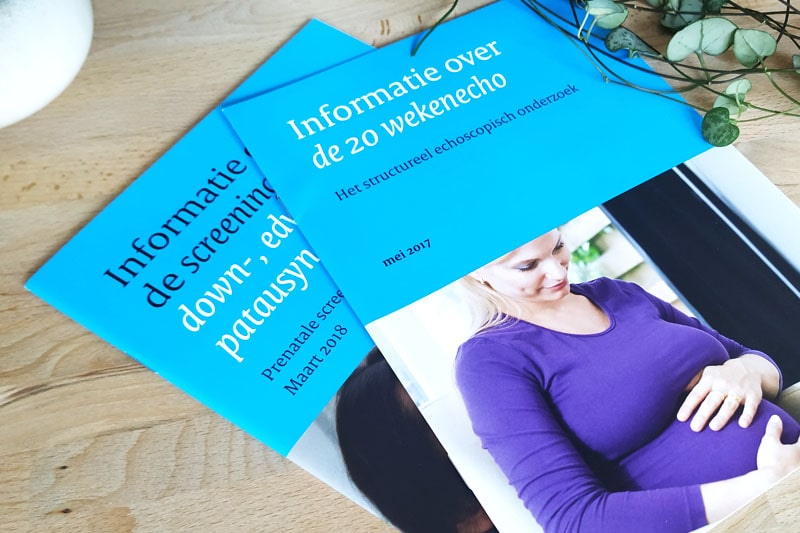 Informatie over
de 20 wekenecho
Het structureel echoscopisch onderzoek
mei 2017
Informatie
de screening
down-, edw
patausyn
Prenatale scree
Maart 2018